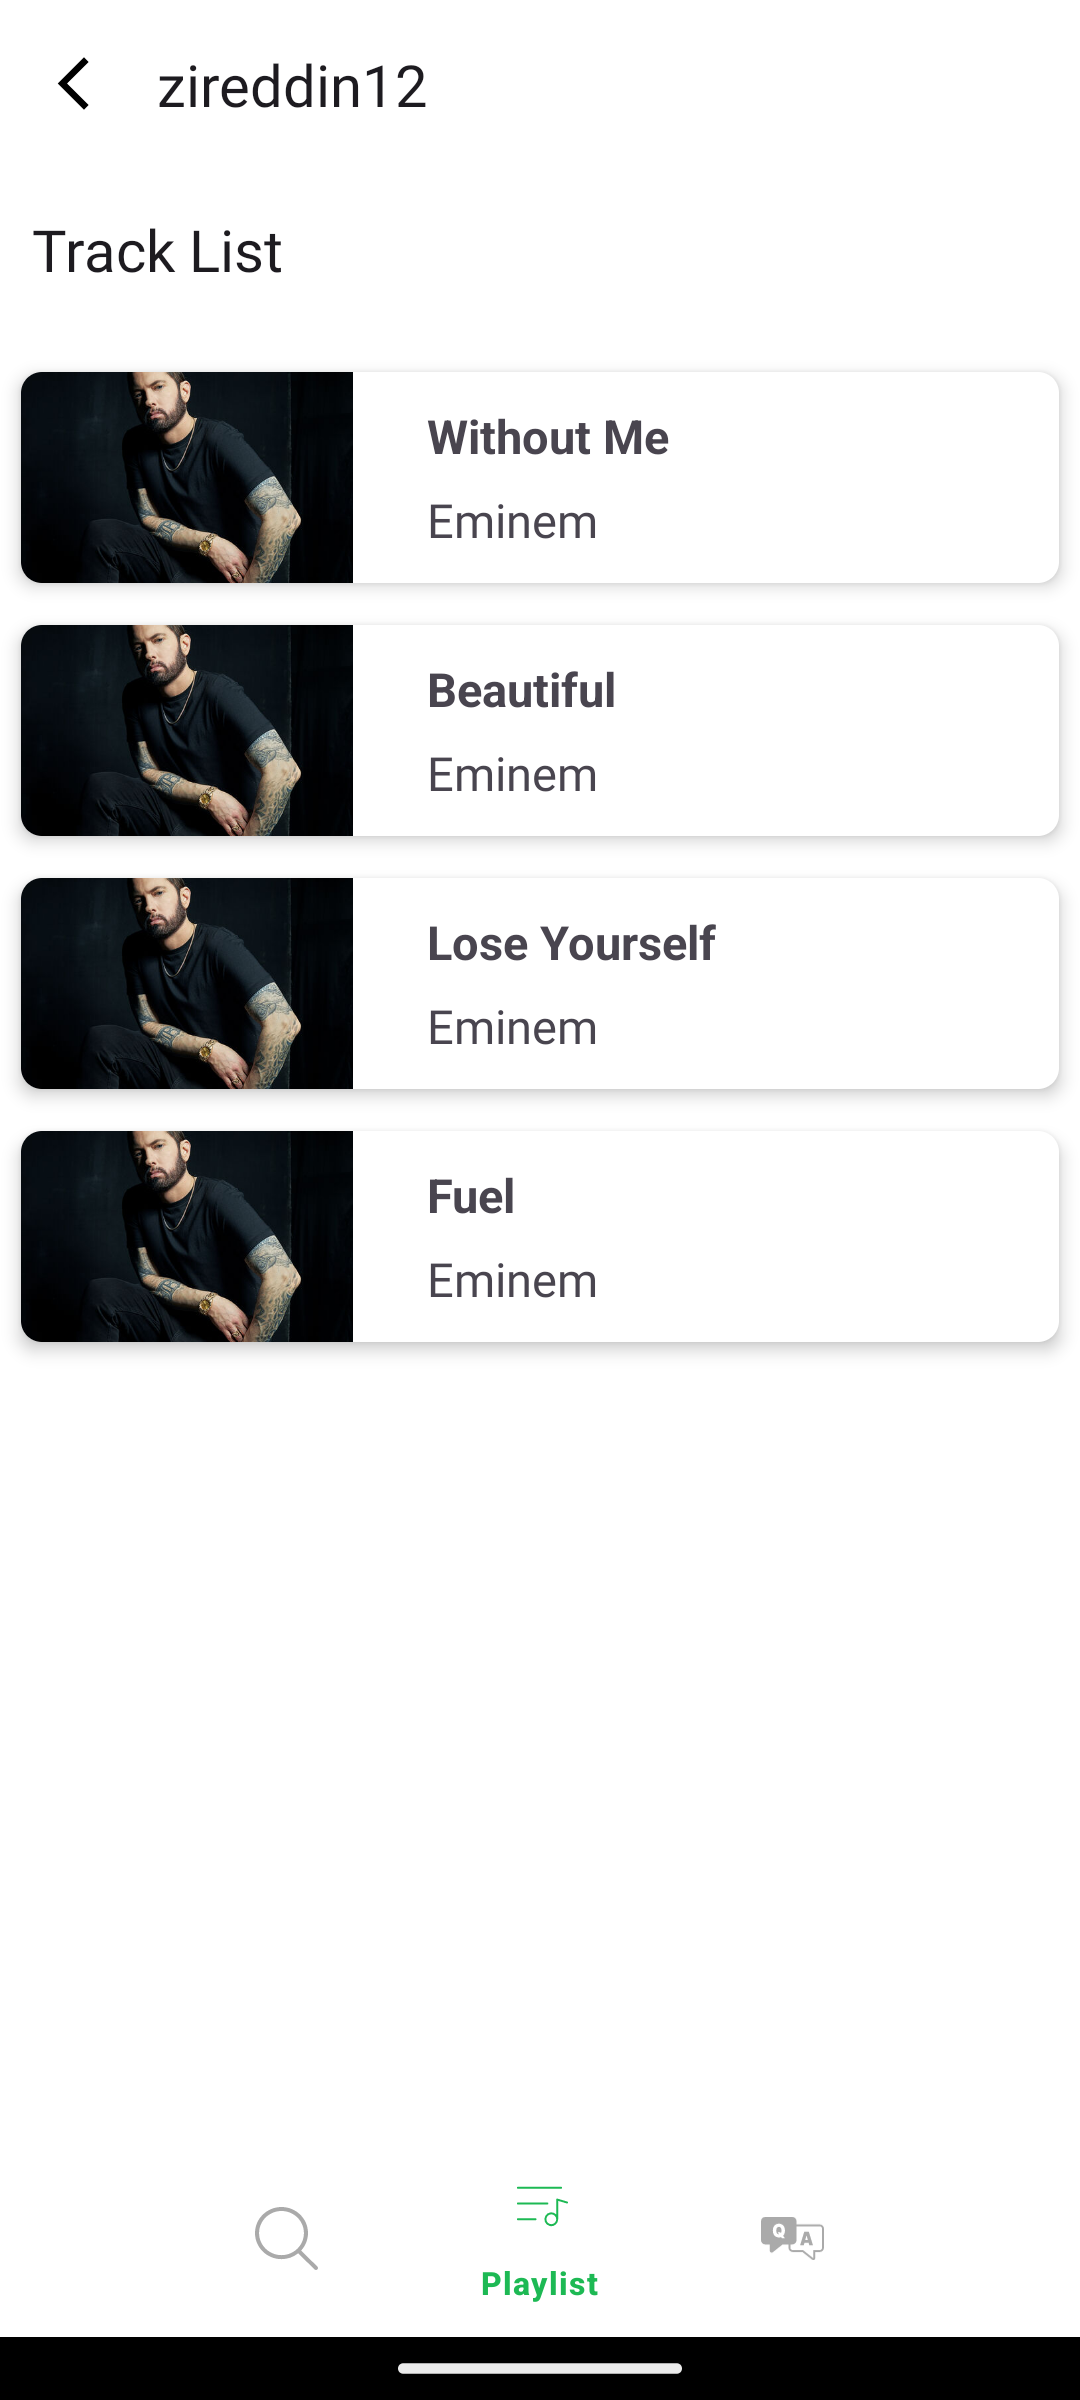 zireddin12
Track List
Without Me
Eminem
Beautiful
Eminem
Lose Yourself
Eminem
Fuel
Eminem
Q A
Playlist